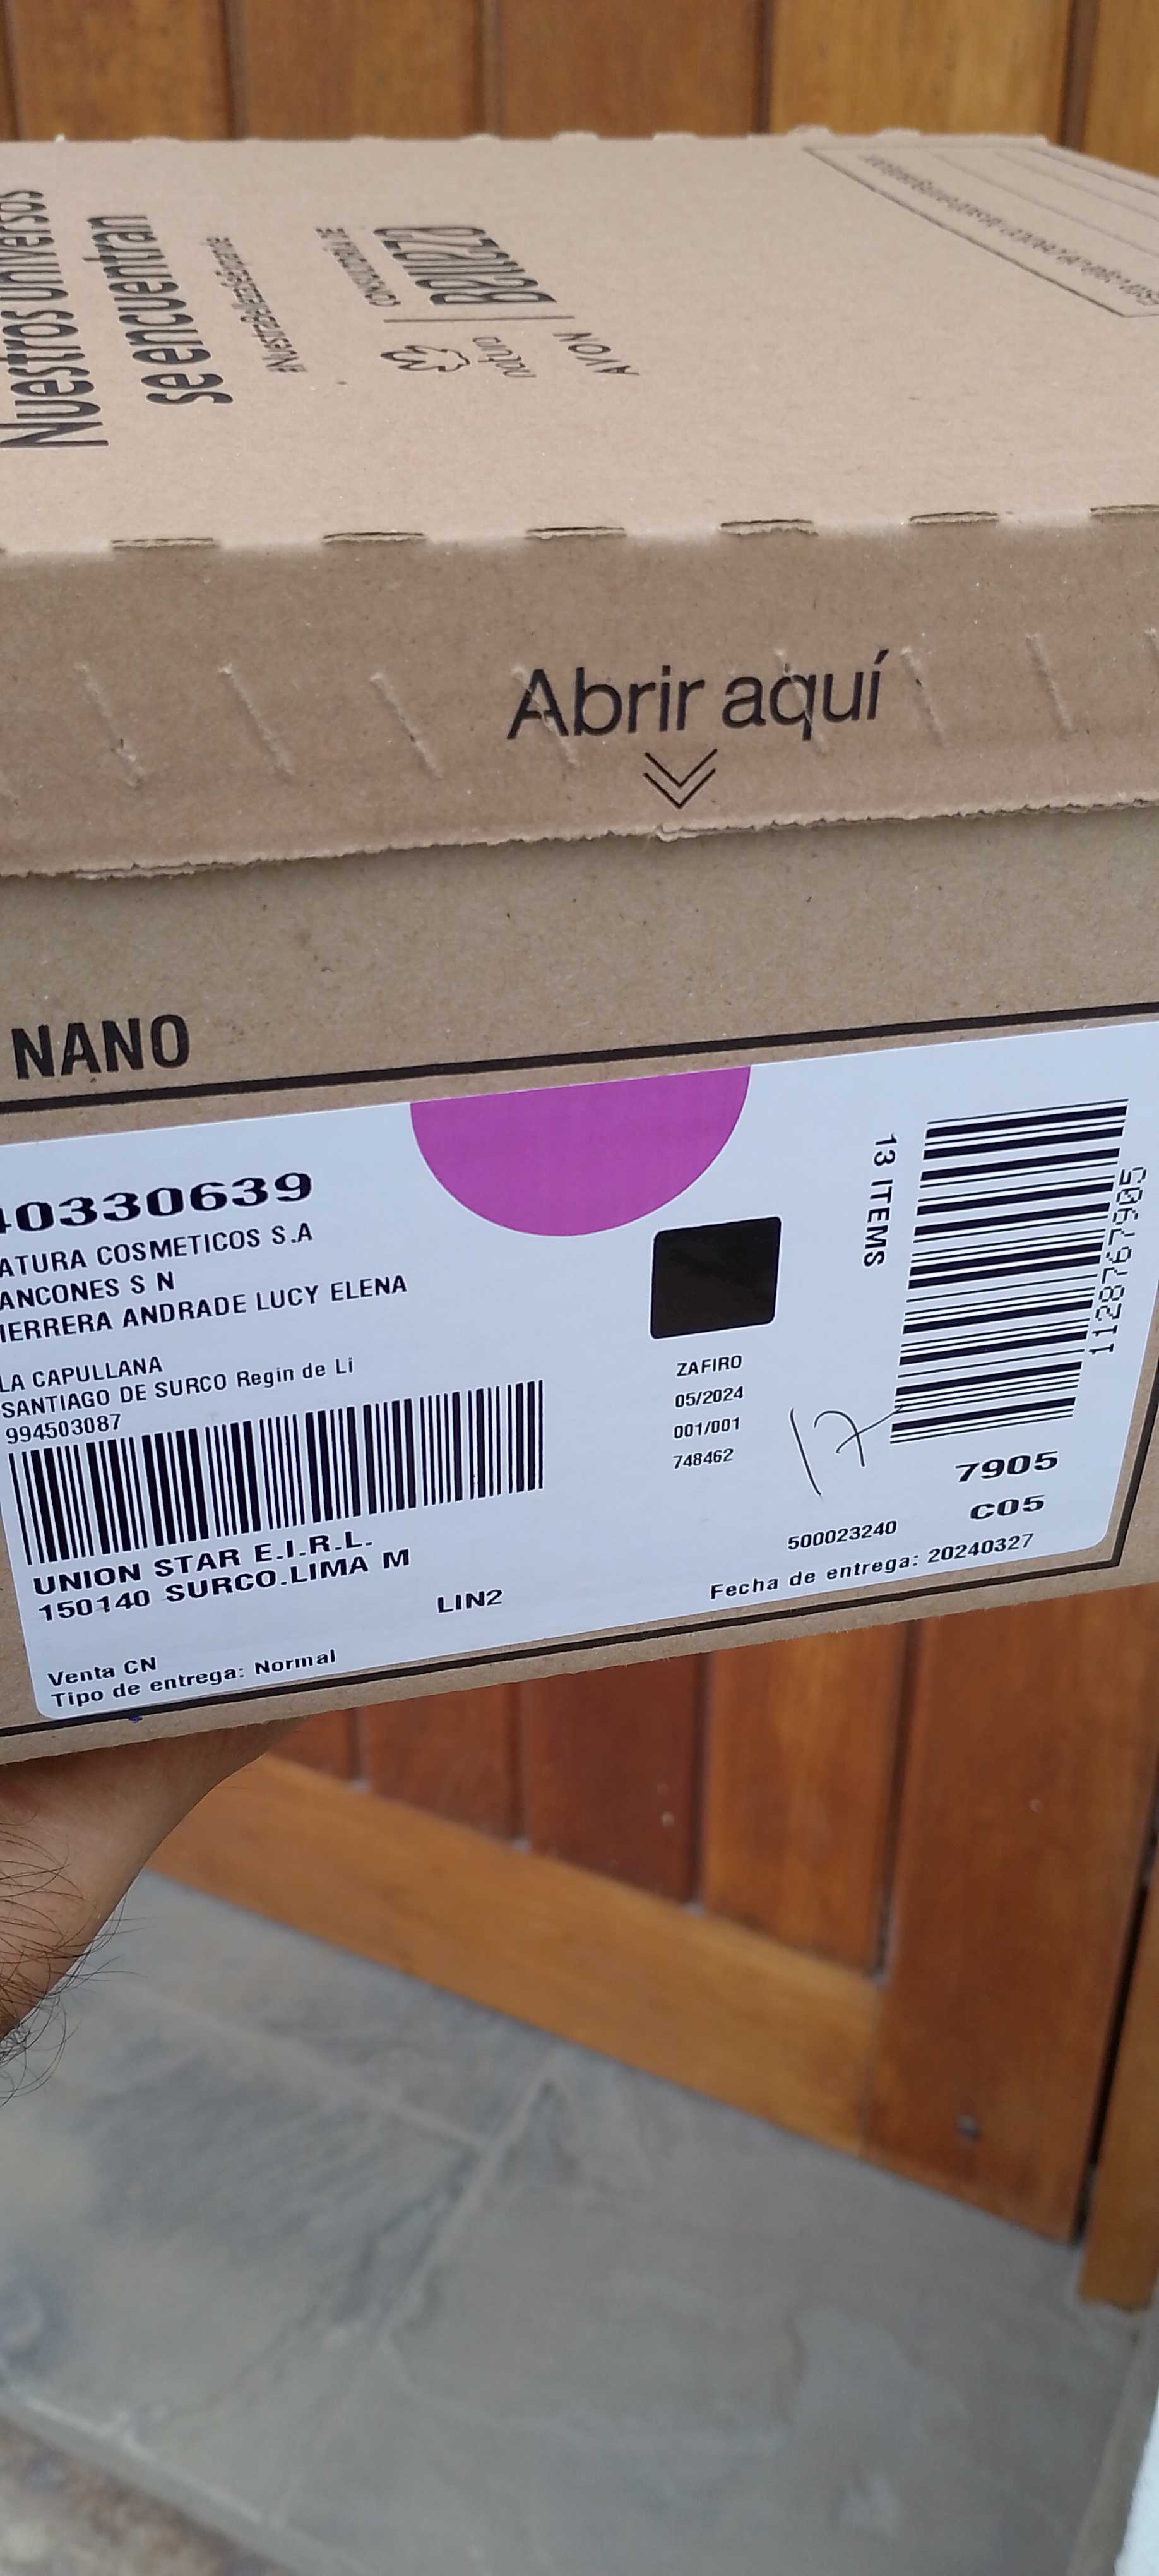 Nuestros universos
se encuentran
#NuestraBellezaTransforma
CONSULTORÍA DE
Belleza
natura
AVON
Abrir aquí
NANO
40330639
ATURA COSMETICOS S.A
ANCONES S N
HERRERA ANDRADE LUCY ELENA
LA CAPULLANA
SANTIAGO DE SURCO Regin de Li
994503087
UNION STAR E.I.R.L.
150140 SURCO.LIMA M
LIN2
Venta CN
Tipo de entrega: Normal
ZAFIRO
05/2024
001/001
748462
17
13 ITEMS
1128767905
7905
C05
500023240
Fecha de entrega: 20240327